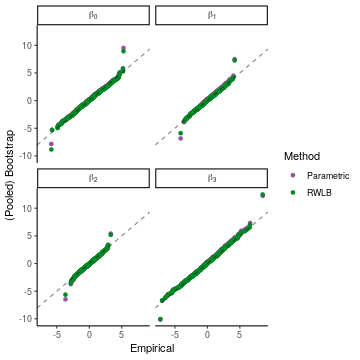 β0 β1
10
5
0
-5
-10
β2 β3
10
5
0
-5
-10
-5 0 5 -5 0 5
Empirical
(Pooled) Bootstrap
Method
Parametric
RWLB